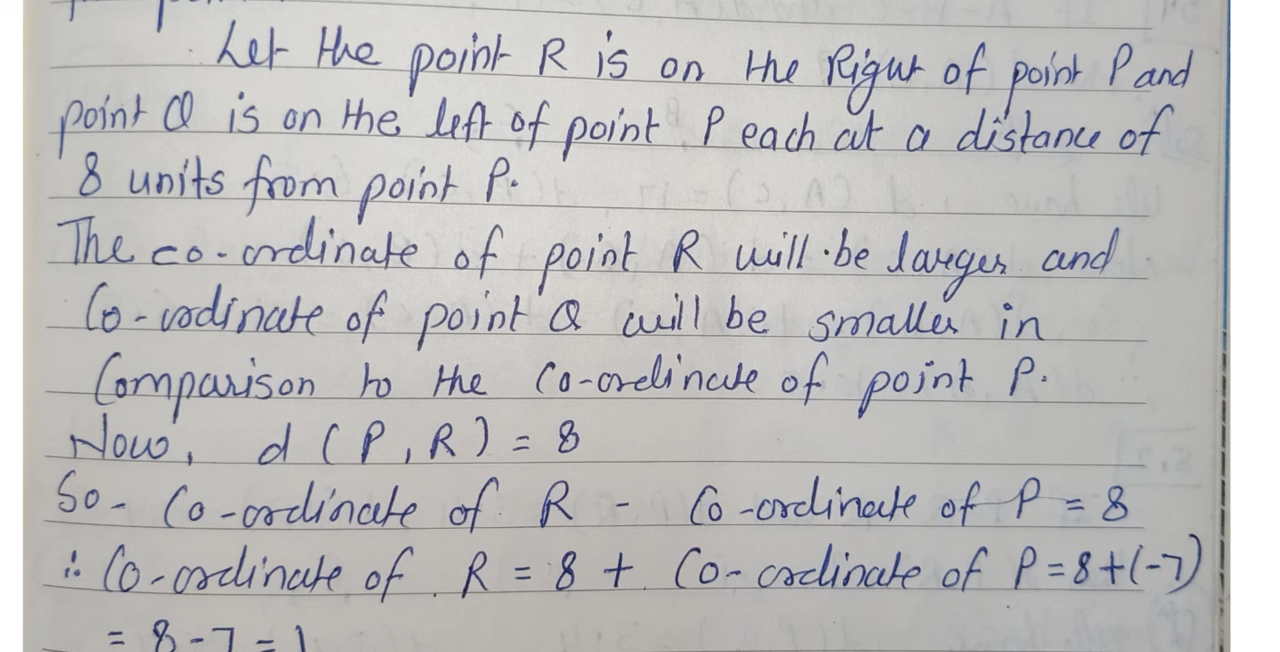 Let the point R is on the Right of point P and
point Q is on the left of point P each at a distance of
8 units from point P.
The co-ordinate of point R will be larger and
Co-ordinate of point Q will be smaller in
Comparison to the Co-ordinate of point P.
Now, d (P, R) = 8
So - Co-ordinate of R - Co-ordinate of P = 8
∴ Co-ordinate of R = 8 + Co-ordinate of P = 8+(-7)
= 8-7 = 1